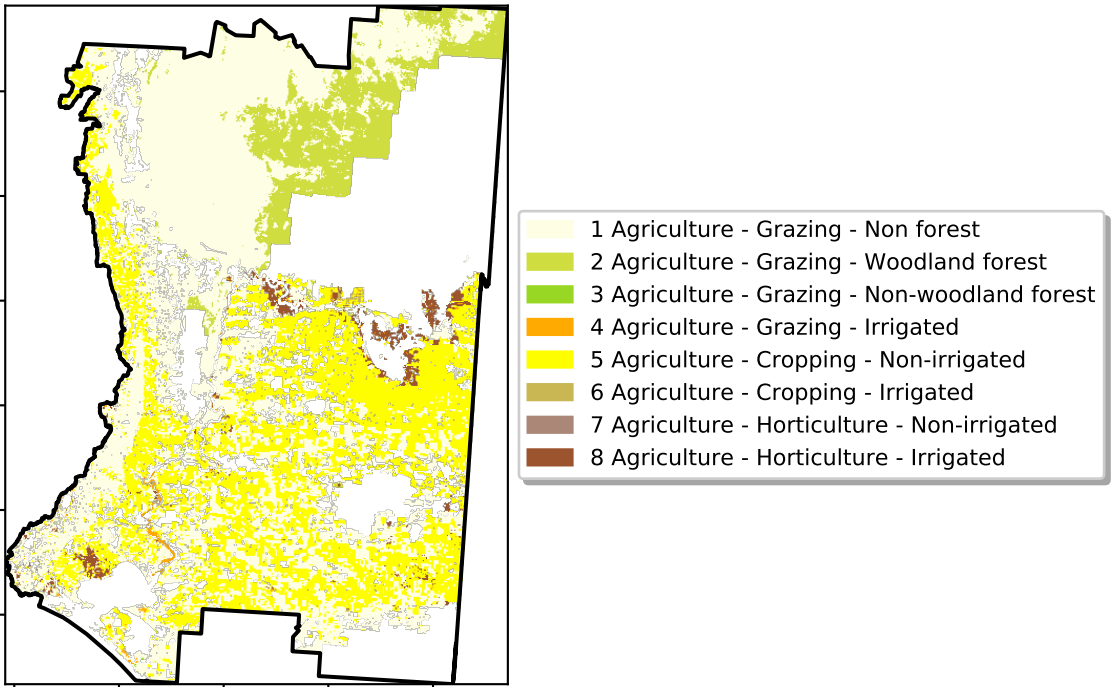 1 Agriculture - Grazing - Non forest
2 Agriculture - Grazing - Woodland forest
3 Agriculture - Grazing - Non-woodland forest
4 Agriculture - Grazing - Irrigated
5 Agriculture - Cropping - Non-irrigated
6 Agriculture - Cropping - Irrigated
7 Agriculture - Horticulture - Non-irrigated
8 Agriculture - Horticulture - Irrigated